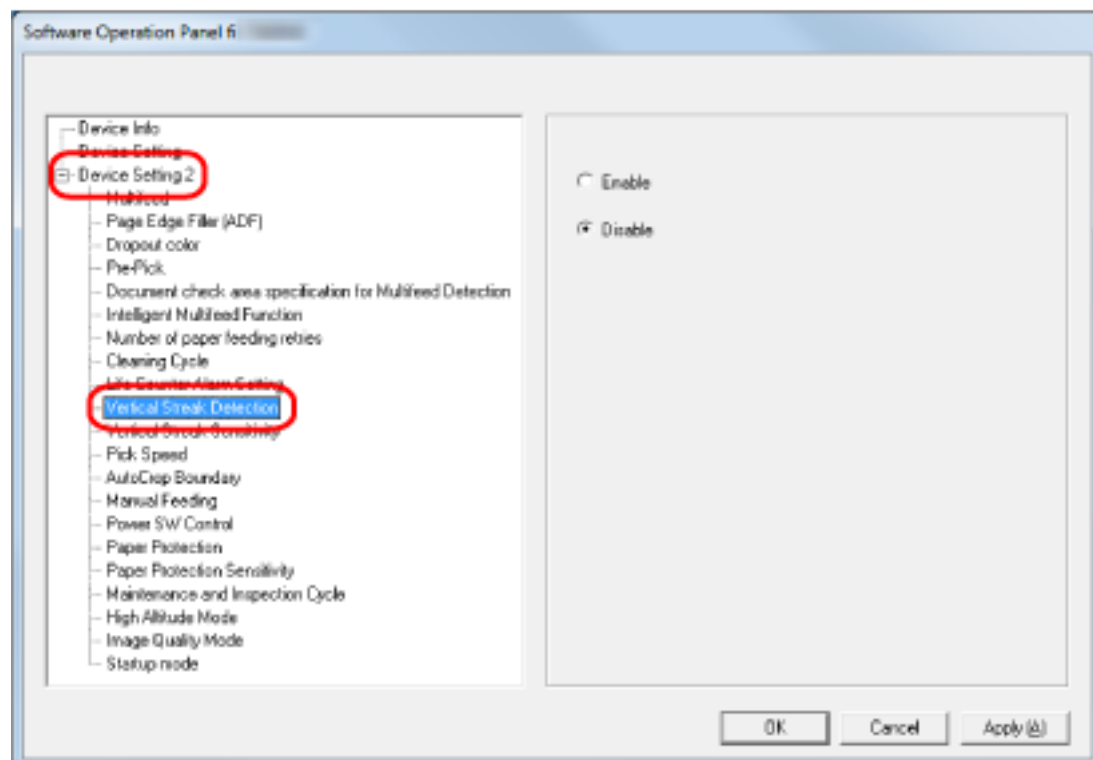 Software Operation Panel fi
Device Info
Device Setting
Device Setting 2
Multifeed
Page Edge Filler (ADF)
Dropout color
Pre-Pick
Document check area specification for Multifeed Detection
Intelligent Multifeed Function
Number of paper feeding retries
Cleaning Cycle
Life Counter Alarm Setting
Vertical Streak Detection
Vertical Streak Sensitivity
Pick Speed
AutoCrop Boundary
Manual Feeding
Power SW Control
Paper Protection
Paper Protection Sensitivity
Maintenance and Inspection Cycle
High Altitude Mode
Image Quality Mode
Startup mode
Enable
Disable
OK Cancel Apply (A)